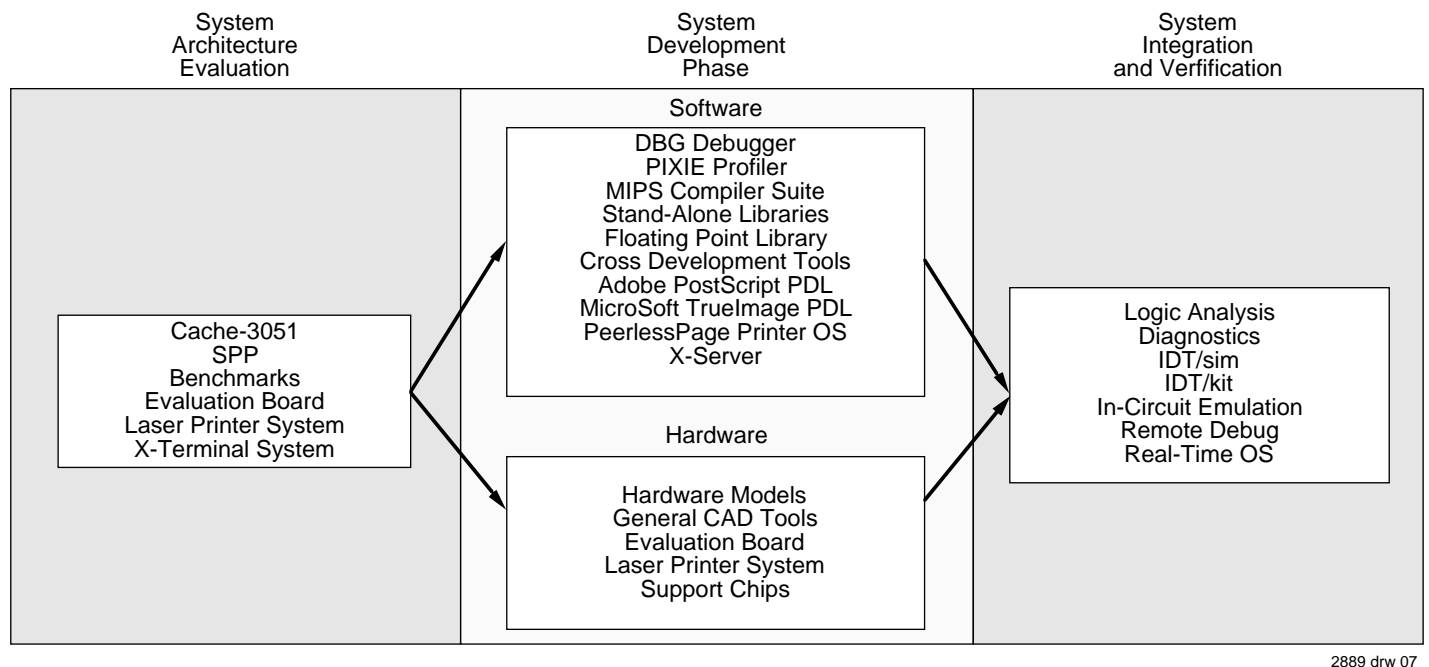 System
Architecture
Evaluation
System
Development
Phase
System
Integration
and Verfification
Cache-3051
SPP
Benchmarks
Evaluation Board
Laser Printer System
X-Terminal System
Software
DBG Debugger
PIXIE Profiler
MIPS Compiler Suite
Stand-Alone Libraries
Floating Point Library
Cross Development Tools
Adobe PostScript PDL
MicroSoft TrueImage PDL
PeerlessPage Printer OS
X-Server
Hardware
Hardware Models
General CAD Tools
Evaluation Board
Laser Printer System
Support Chips
Logic Analysis
Diagnostics
IDT/sim
IDT/kit
In-Circuit Emulation
Remote Debug
Real-Time OS
2889 drw 07